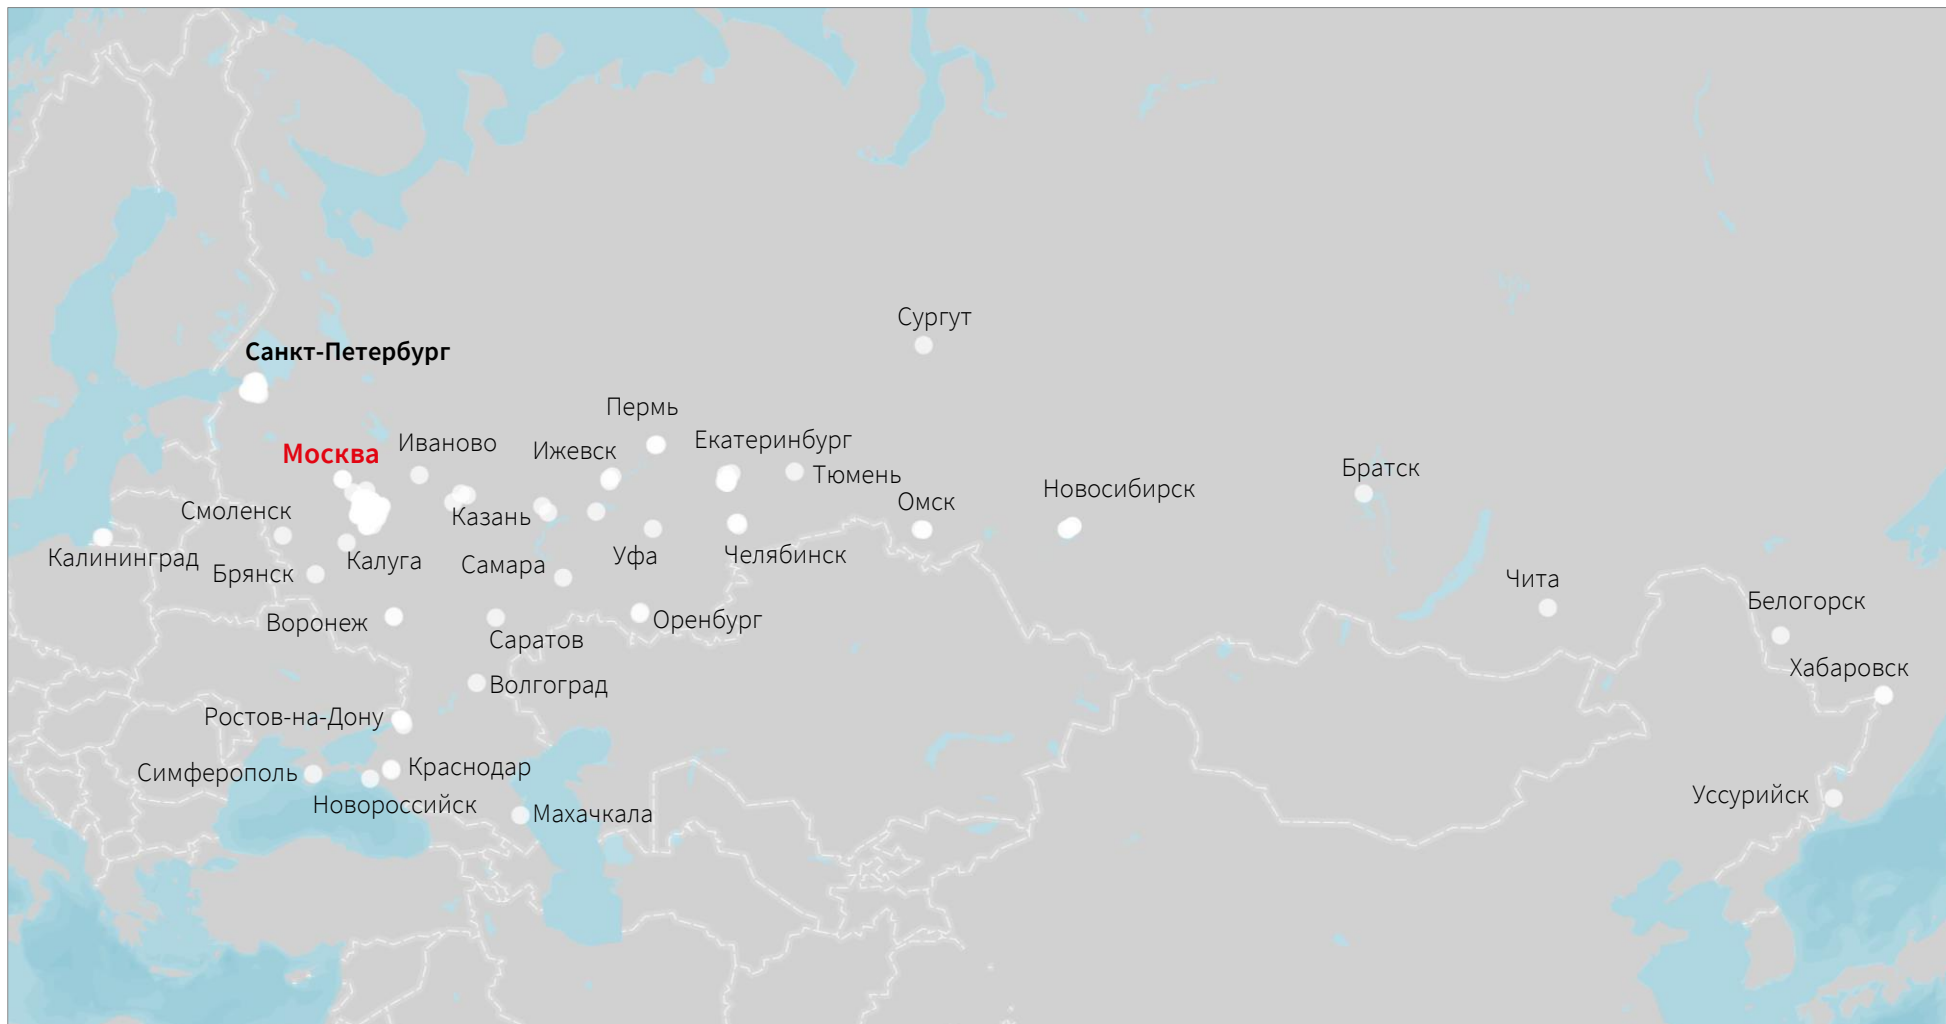 Сургут
Санкт-Петербург
Пермь
Москва
Иваново
Ижевск
Екатеринбург
Тюмень
Братск
Смоленск
Казань
Омск
Новосибирск
Калининград
Калуга
Уфа
Челябинск
Брянск
Самара
Чита
Белогорск
Воронеж
Оренбург
Саратов
Хабаровск
Волгоград
Ростов-на-Дону
Симферополь
Краснодар
Новороссийск
Махачкала
Уссурийск